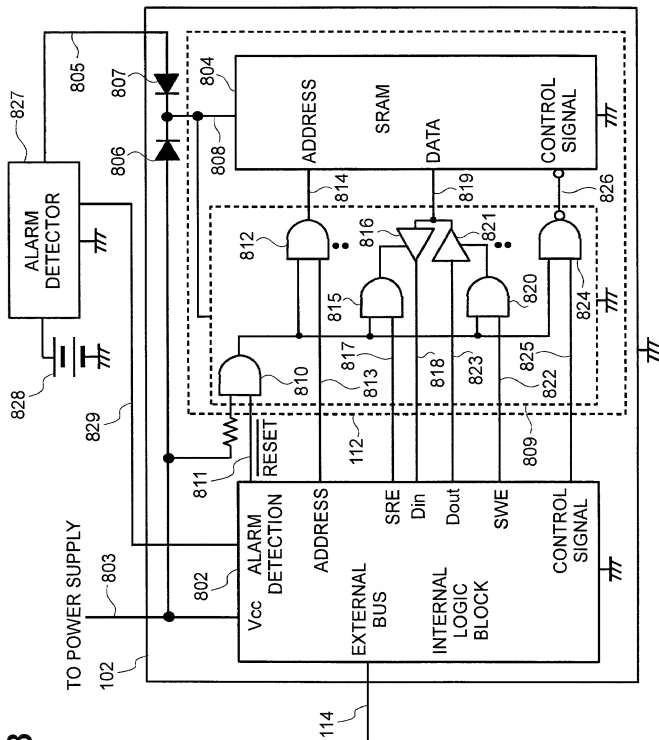 TO POWER SUPPLY
803
102
114
828
829
827
ALARM
DETECTOR
805
806
807
808
804
802
Vcc
ALARM
DETECTION
EXTERNAL
BUS
INTERNAL
LOGIC
BLOCK
ADDRESS
SRE
Din
Dout
SWE
CONTROL
SIGNAL
811
RESET
810
112
809
813
817
818
823
822
825
812
815
816
821
820
824
814
819
826
ADDRESS
SRAM
DATA
CONTROL
SIGNAL